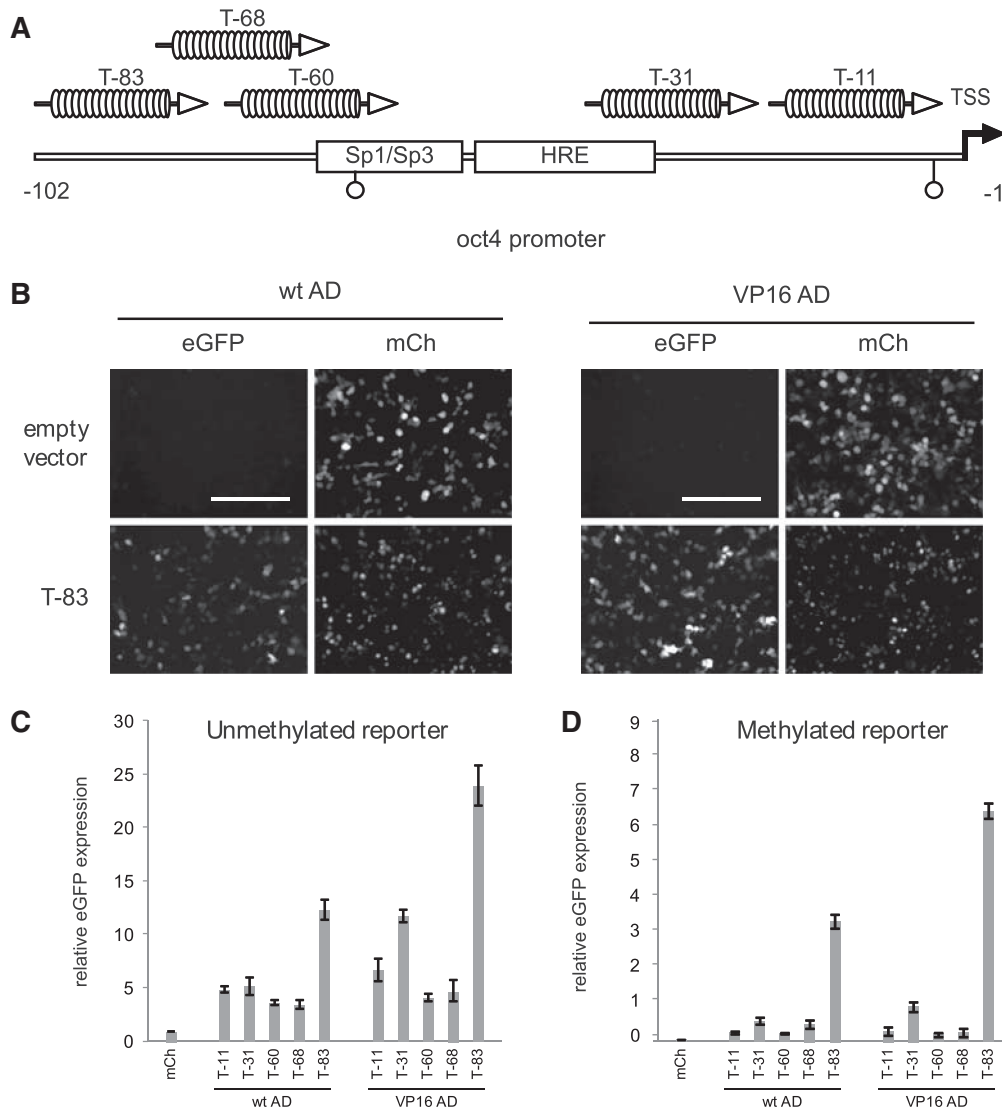 A
T-68
T-83
T-60
T-31
T-11
TSS
Sp1/Sp3
HRE
-102
-1
oct4 promoter
B
wt AD
VP16 AD
eGFP
mCh
eGFP
mCh
empty
vector
T-83
C
Unmethylated reporter
relative eGFP expression
30
25
20
15
10
5
0
mCh
T-11
T-31
T-60
T-68
T-83
T-11
T-31
T-60
T-68
T-83
wt AD
VP16 AD
D
Methylated reporter
relative eGFP expression
9
8
7
6
5
4
3
2
1
0
mCh
T-11
T-31
T-60
T-68
T-83
T-11
T-31
T-60
T-68
T-83
wt AD
VP16 AD